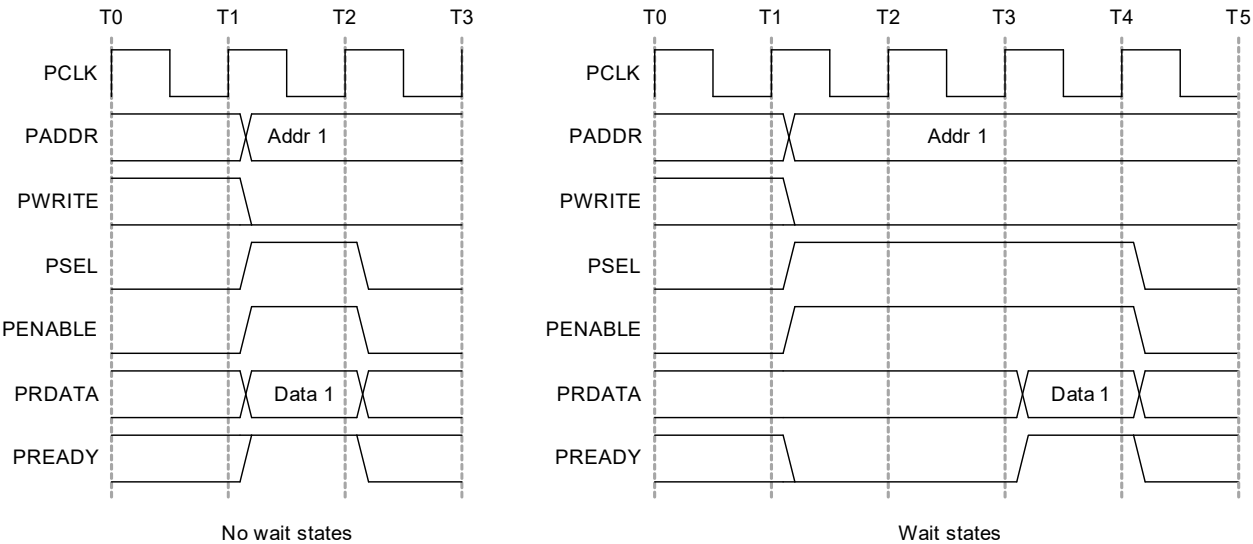 T0 T1 T2 T3
PCLK
PADDR Addr 1
PWRITE
PSEL
PENABLE
PRDATA Data 1
PREADY
No wait states
T0 T1 T2 T3 T4 T5
PCLK
PADDR Addr 1
PWRITE
PSEL
PENABLE
PRDATA Data 1
PREADY
Wait states